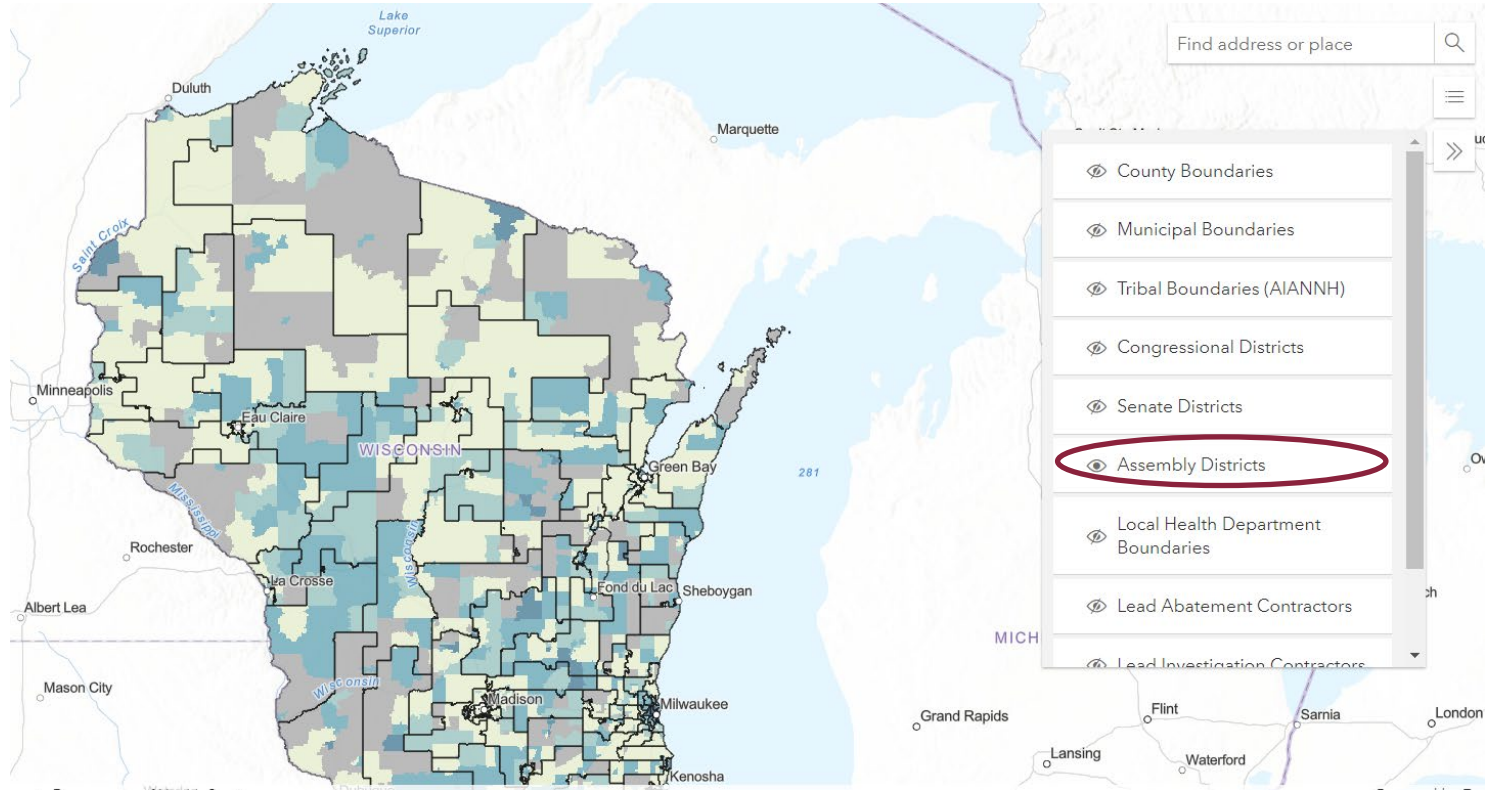 Lake
Superior
Duluth
Marquette
Saint Croix
Minneapolis
Eau Claire
WISCONSIN
Green Bay
281
Mississippi
Wisconsin
Rochester
La Crosse
Fond du Lac
Sheboygan
Albert Lea
Mason City
Wisconsin
Madison
Milwaukee
Kenosha
MICH
Grand Rapids
Flint
Sarnia
London
Lansing
Waterford
Find address or place
County Boundaries
Municipal Boundaries
Tribal Boundaries (AIANNH)
Congressional Districts
Senate Districts
Assembly Districts
Local Health Department
Boundaries
Lead Abatement Contractors
Lead Investigation Contractors